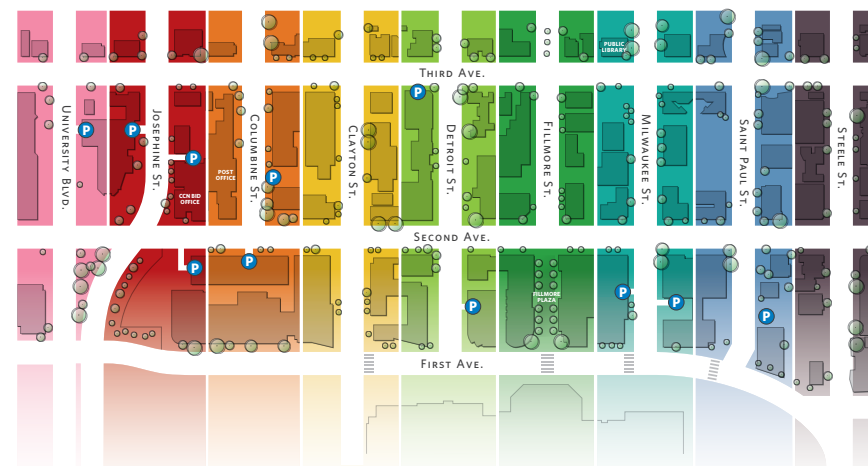 PUBLIC
LIBRARY
THIRD AVE.
P
UNIVERSITY BLVD.
P
P
JOSEPHINE ST.
P
CCN BID
OFFICE
POST
OFFICE
COLUMBINE ST.
P
CLAYTON ST.
DETROIT ST.
FILLMORE ST.
MILWAUKEE ST.
SAINT PAUL ST.
STEELE ST.
SECOND AVE.
P
P
P
FILLMORE
PLAZA
P
P
P
FIRST AVE.